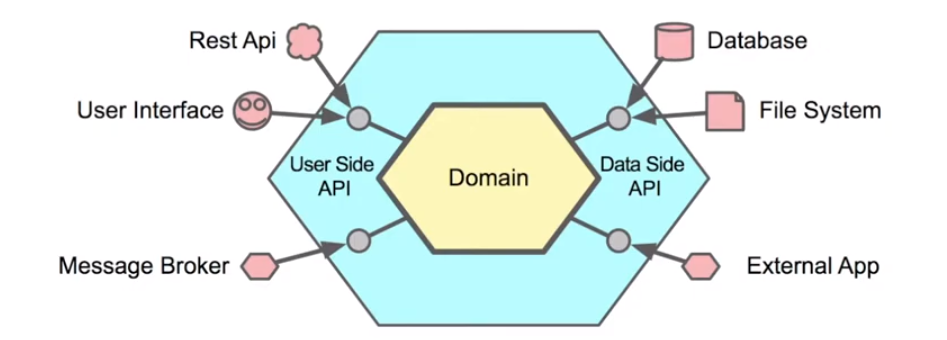 Rest Api
Database
User Interface
File System
User Side
API
Domain
Data Side
API
Message Broker
External App